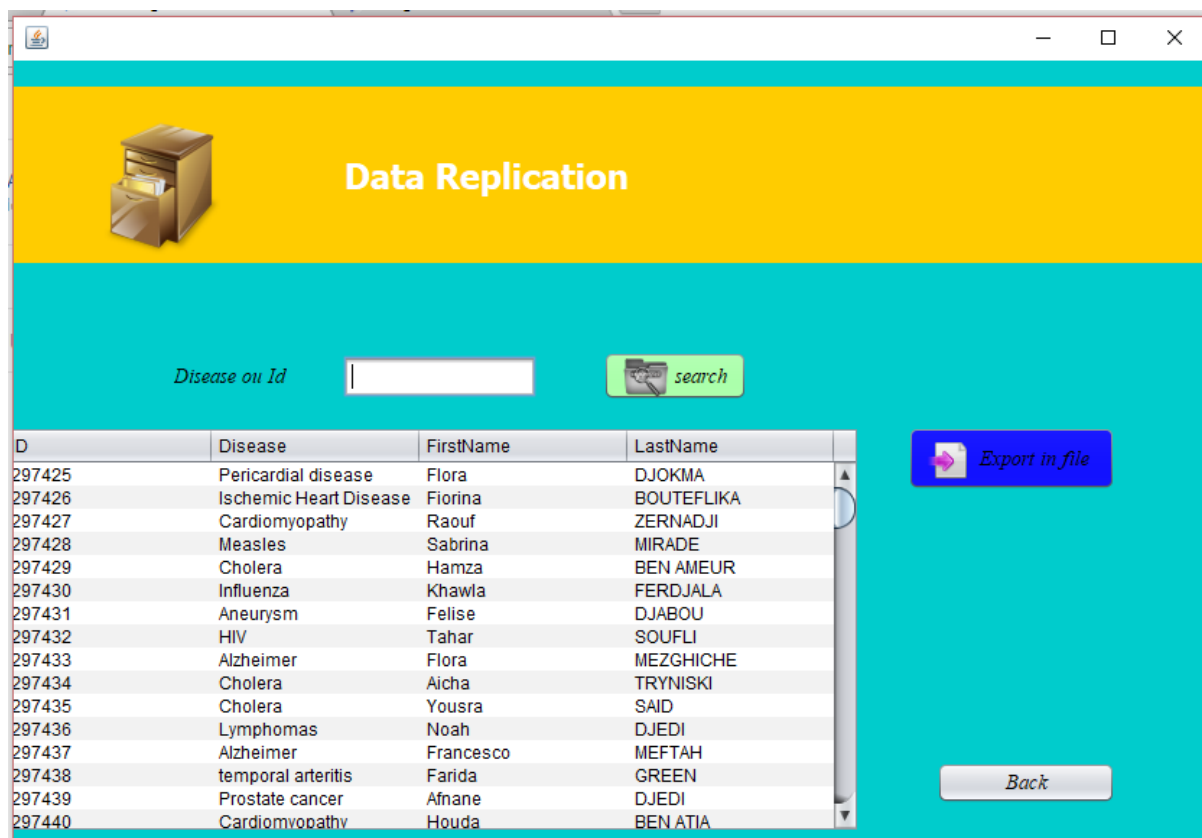 Data Replication
Disease ou Id
search
ID Disease FirstName LastName
Export in file
297425 Pericardial disease Flora DJOKMA
297426 Ischemic Heart Disease Fiorina BOUTEFLIKA
297427 Cardiomyopathy Raouf ZERNADJI
297428 Measles Sabrina MIRADE
297429 Cholera Hamza BEN AMEUR
297430 Influenza Khawla FERDJALA
297431 Aneurysm Felise DJABOU
297432 HIV Tahar SOUFLI
297433 Alzheimer Flora MEZGHICHE
297434 Cholera Aicha TRYNISKI
297435 Cholera Yousra SAID
297436 Lymphomas Noah DJEDI
297437 Alzheimer Francesco MEFTAH
297438 temporal arteritis Farida GREEN
297439 Prostate cancer Afnane DJEDI
297440 Cardiomyopathy Houda BEN ATIA
Back